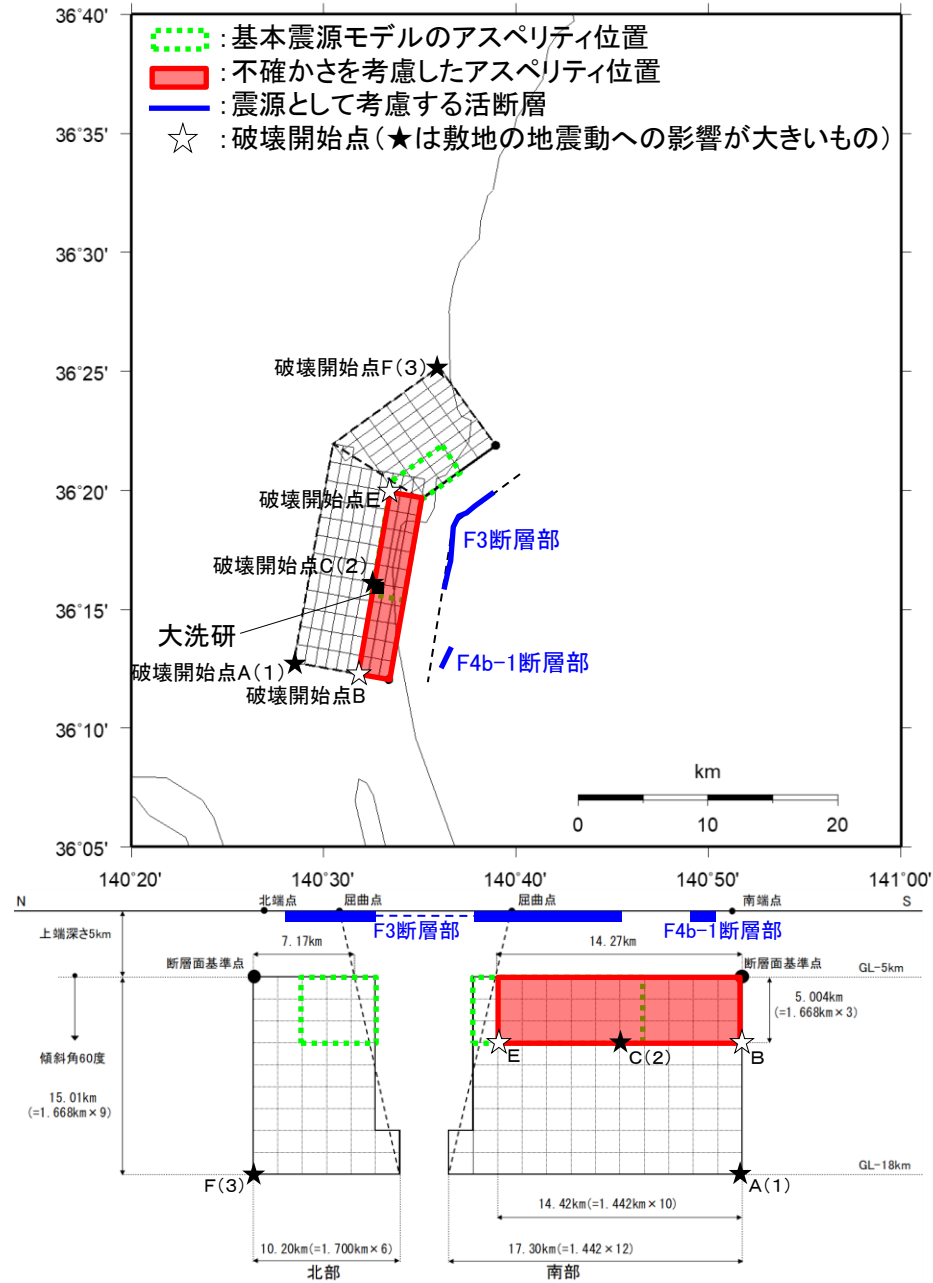 :基本震源モデルのアスペリティ位置
:不確かさを考慮したアスペリティ位置
:震源として考慮する活断層
:破壊開始点(★は敷地の地震動への影響が大きいもの)
36°40'
36°35'
36°30'
36°25'
36°20'
36°15'
36°10'
36°05'
破壊開始点F(3)
破壊開始点E
F3断層部
破壊開始点C(2)
大洗研
F4b-1断層部
破壊開始点A(1)
破壊開始点B
km
0 10 20
140°20' 140°30' 140°40' 140°50' 141°00'
N 北端点 屈曲点 屈曲点 南端点 S
上端深さ5km
F3断層部 F4b-1断層部
7.17km 14.27km
断層面基準点 断層面基準点
GL-5km
5.004km
(=1.668km×3)
傾斜角60度
E C(2) B
15.01km
(=1.668km×9)
GL-18km
F(3) A(1)
14.42km(=1.442km×10)
10.20km(=1.700km×6) 17.30km(=1.442×12)
北部 南部